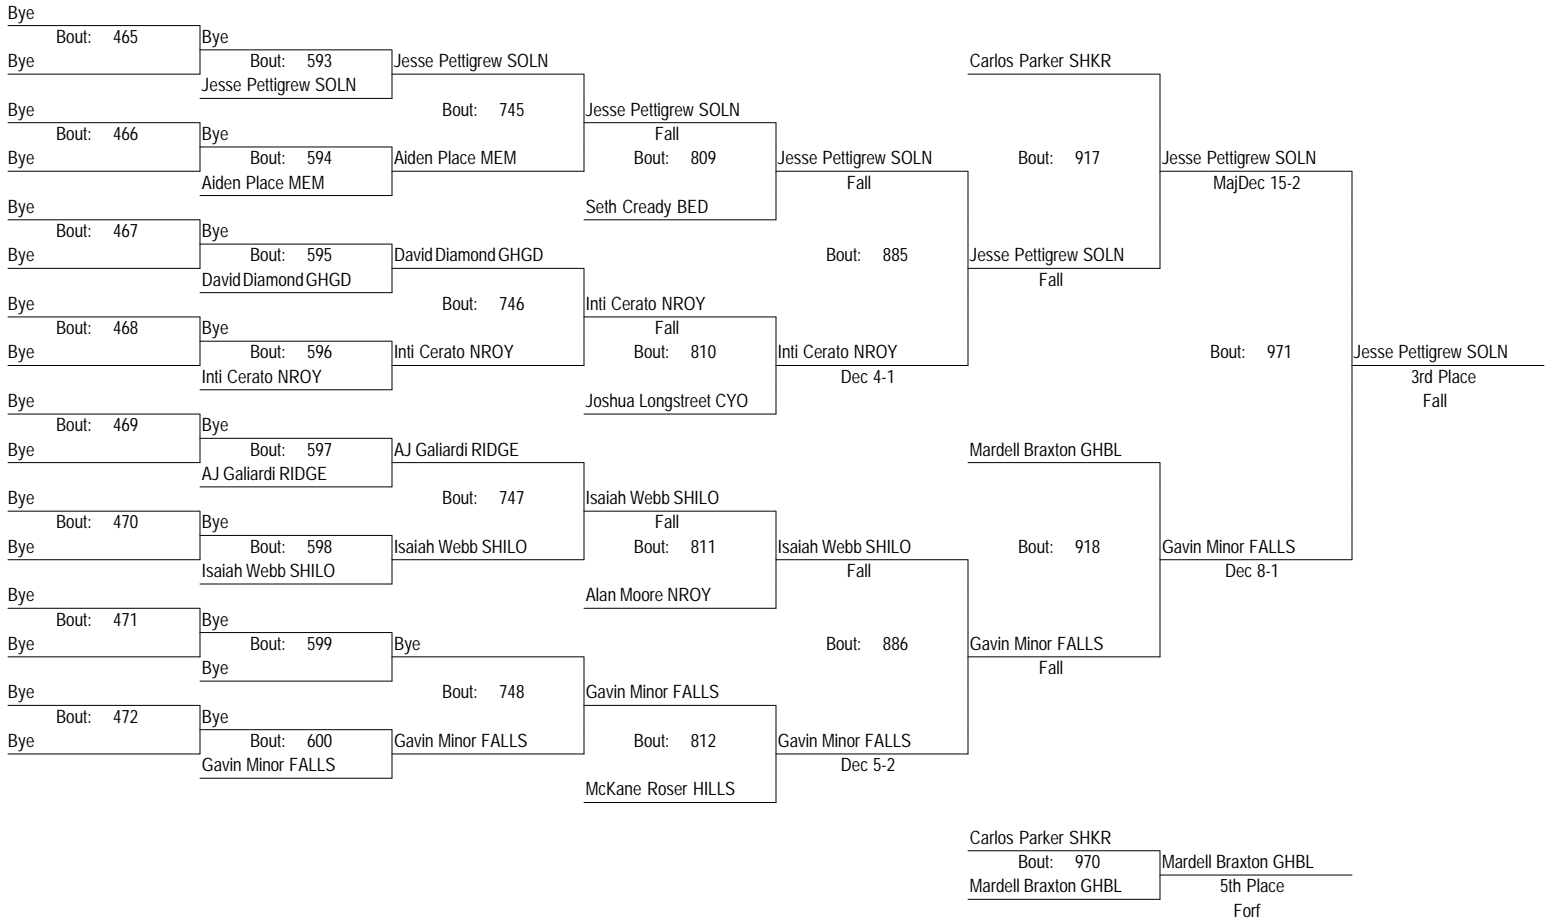 Bye
Bout: 465
Bye
Bye
Bout: 593
Jesse Pettigrew SOLN
Jesse Pettigrew SOLN
Bye
Bout: 466
Bye
Bye
Bout: 594
Aiden Place MEM
Bout: 745
Aiden Place MEM
Jesse Pettigrew SOLN
Fall
Bout: 809
Seth Cready BED
Jesse Pettigrew SOLN
Fall
Bye
Bout: 467
Bye
Bye
Bout: 595
David Diamond GHGD
David Diamond GHGD
Bye
Bout: 468
Bye
Bye
Bout: 596
Inti Cerato NROY
Bout: 746
Inti Cerato NROY
Inti Cerato NROY
Fall
Bout: 810
Joshua Longstreet CYO
Inti Cerato NROY
Dec 4-1
Bout: 885
Carlos Parker SHKR
Bout: 917
Jesse Pettigrew SOLN
Fall
Jesse Pettigrew SOLN
MajDec 15-2
Bye
Bout: 469
Bye
Bye
Bout: 597
AJ Galiardi RIDGE
AJ Galiardi RIDGE
Bye
Bout: 470
Bye
Bye
Bout: 598
Isaiah Webb SHILO
Bout: 747
Isaiah Webb SHILO
Isaiah Webb SHILO
Fall
Bout: 811
Alan Moore NROY
Isaiah Webb SHILO
Fall
Bye
Bout: 471
Bye
Bye
Bout: 599
Bye
Bye
Bye
Bout: 472
Bye
Bye
Bout: 600
Gavin Minor FALLS
Bout: 748
Gavin Minor FALLS
Gavin Minor FALLS
Bout: 812
McKane Roser HILLS
Gavin Minor FALLS
Dec 5-2
Bout: 886
Mardell Braxton GHBL
Bout: 918
Gavin Minor FALLS
Fall
Gavin Minor FALLS
Dec 8-1
Bout: 971
Jesse Pettigrew SOLN
3rd Place
Fall
Carlos Parker SHKR
Bout: 970
Mardell Braxton GHBL
Mardell Braxton GHBL
5th Place
Forf